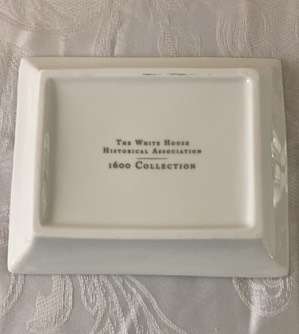 The White House
Historical Association
1600 Collection